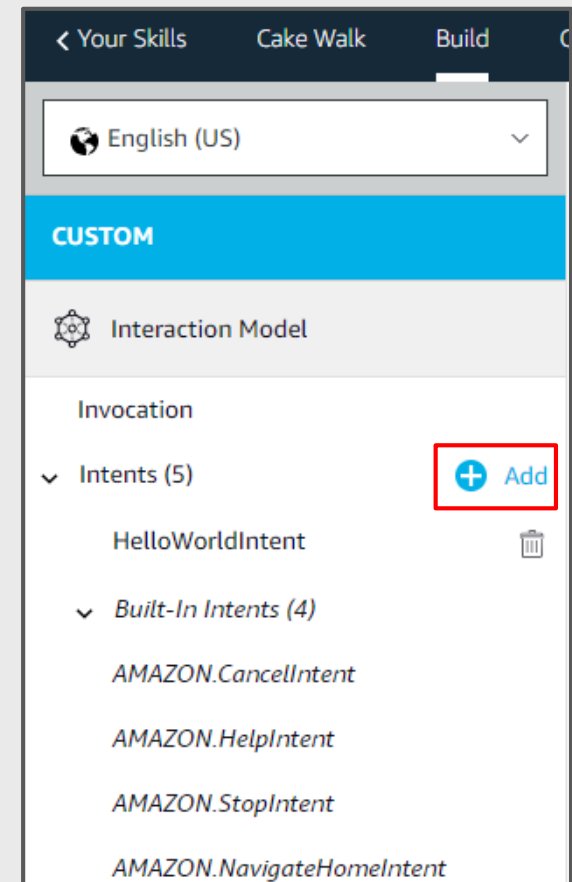 Your Skills Cake Walk Build
English (US)
CUSTOM
Interaction Model
Invocation
Intents (5) Add
HelloWorldIntent
Built-In Intents (4)
AMAZON.CancelIntent
AMAZON.HelpIntent
AMAZON.StopIntent
AMAZON.NavigateHomeIntent